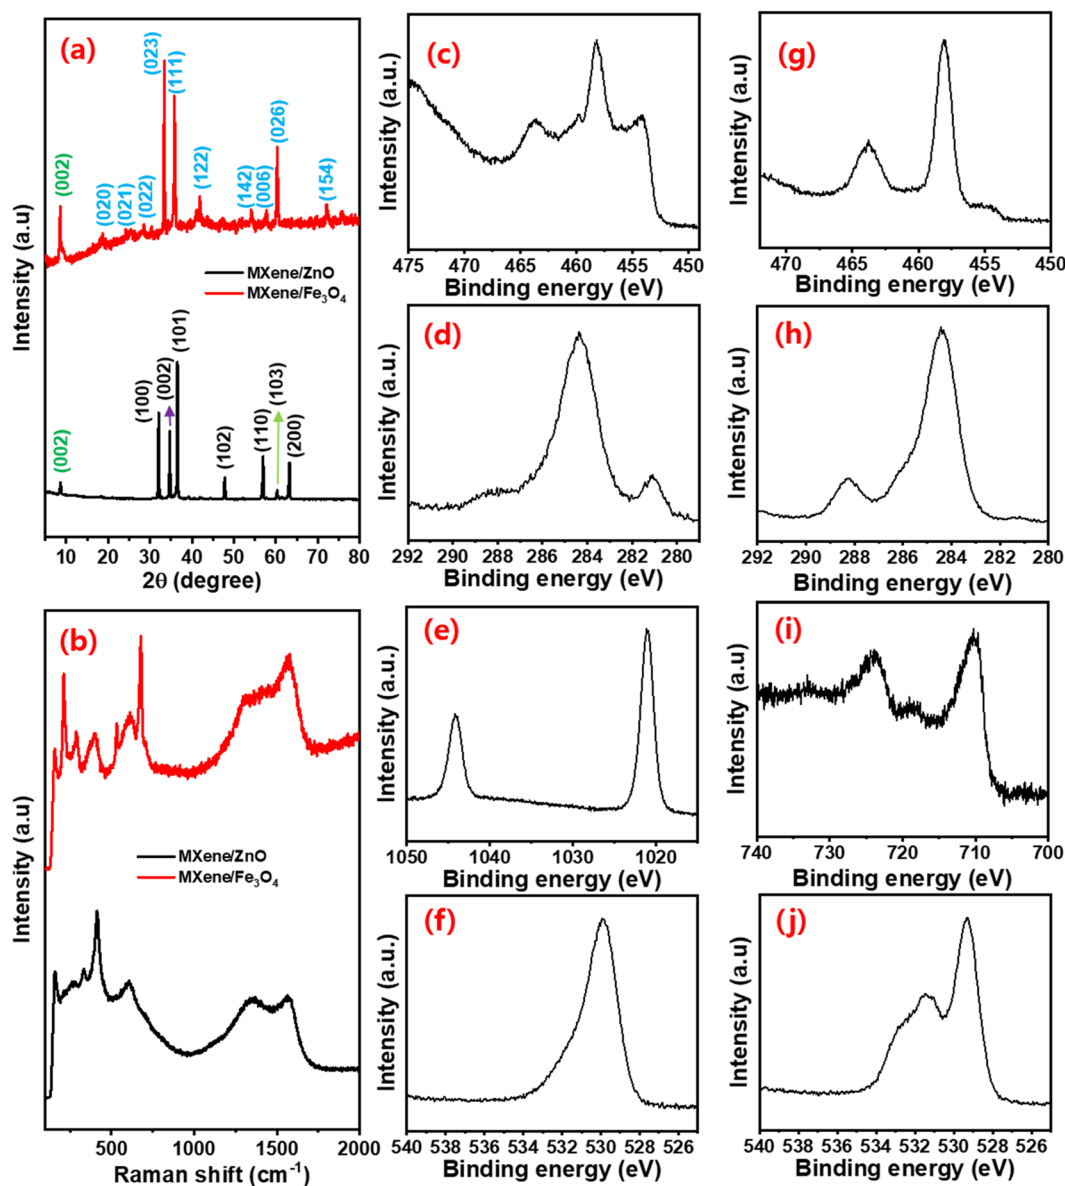 (a)
(002)
(020)
(021)
(022)
(023)
(111)
(122)
(142)
(006)
(026)
(154)
MXene/ZnO
MXene/Fe₃O₄
(002)
(100)
(002)
(101)
(102)
(110)
(103)
(200)
Intensity (a.u)
5 10 20 30 40 50 60 70 80
2θ (degree)
(b)
MXene/ZnO
MXene/Fe₃O₄
Intensity (a.u)
500 1000 1500 2000
Raman shift (cm⁻¹)
(c)
Intensity (a.u.)
475 470 465 460 455 450
Binding energy (eV)
(d)
Intensity (a.u.)
292 290 288 286 284 282 280
Binding energy (eV)
(e)
Intensity (a.u.)
1050 1040 1030 1020
Binding energy (eV)
(f)
Intensity (a.u.)
540 538 536 534 532 530 528 526
Binding energy (eV)
(g)
Intensity (a.u)
470 465 460 455 450
Binding energy (eV)
(h)
Intensity (a.u)
292 290 288 286 284 282 280
Binding energy (eV)
(i)
Intensity (a.u)
740 730 720 710 700
Binding energy (eV)
(j)
Intensity (a.u)
540 538 536 534 532 530 528 526
Binding energy (eV)